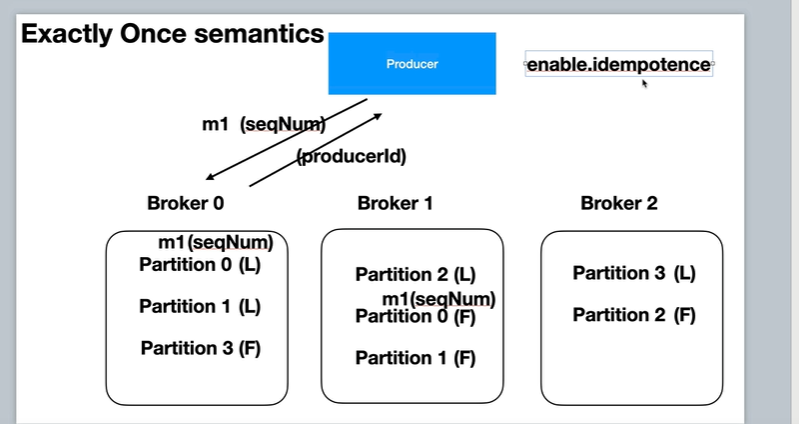 Exactly Once semantics
Producer
enable.idempotence
m1 (seqNum)
(producerId)
Broker 0
Broker 1
Broker 2
m1(seqNum)
Partition 0 (L)
Partition 1 (L)
Partition 3 (F)
Partition 2 (L)
m1(seqNum)
Partition 0 (F)
Partition 1 (F)
Partition 3 (L)
Partition 2 (F)